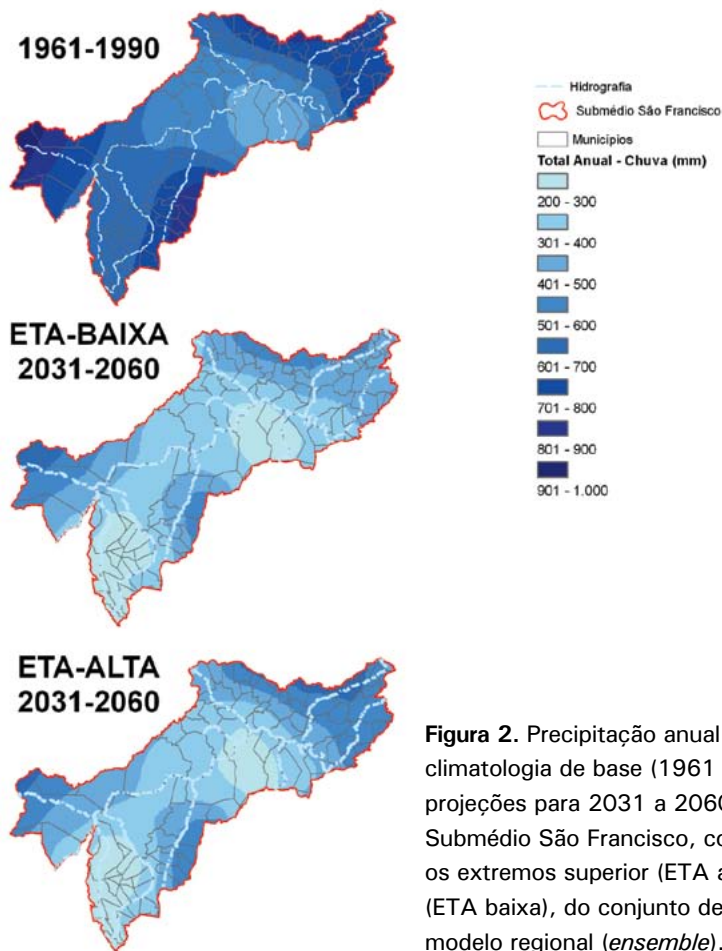 1961-1990
Hidrografia
Submédio São Francisco
Municípios
Total Anual - Chuva (mm)
200 - 300
301 - 400
401 - 500
501 - 600
601 - 700
701 - 800
801 - 900
901 - 1.000
ETA-BAIXA
2031-2060
ETA-ALTA
2031-2060
Figura 2. Precipitação anual
climatologia de base (1961
projeções para 2031 a 2060
Submédio São Francisco, co
os extremos superior (ETA a
(ETA baixa), do conjunto de
modelo regional (ensemble).